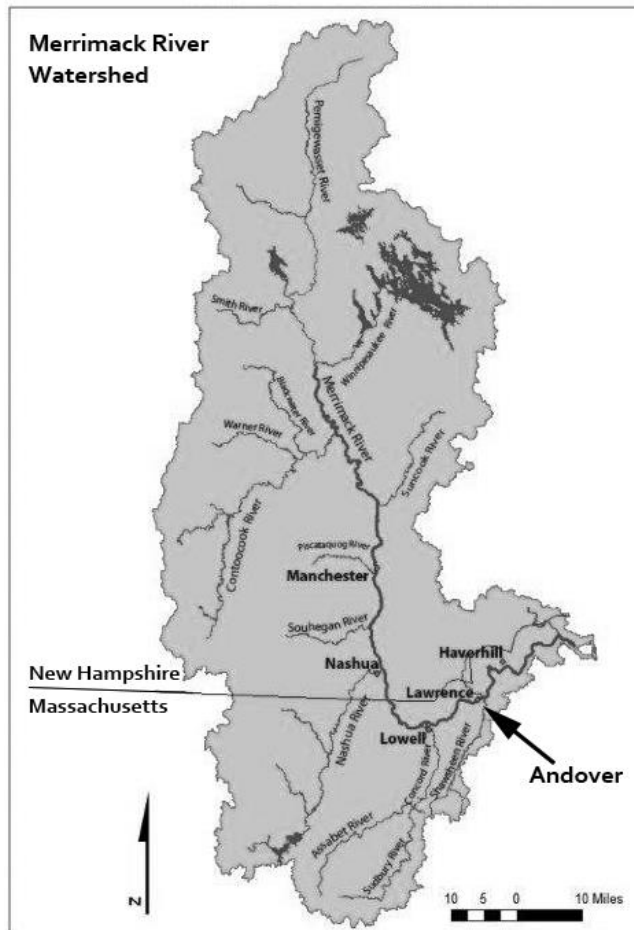 Merrimack River
Watershed
Pemigewasset River
Smith River
Winnipesaukee River
Merrimack River
Blackwater River
Warner River
Suncook River
Contoocook River
Piscataquog River
Manchester
Souhegan River
Haverhill
Nashua
New Hampshire
Lawrence
Massachusetts
Nashua River
Lowell
Concord River
Shawsheen River
Andover
Assabet River
Sudbury River
N
10 5 0 10 Miles